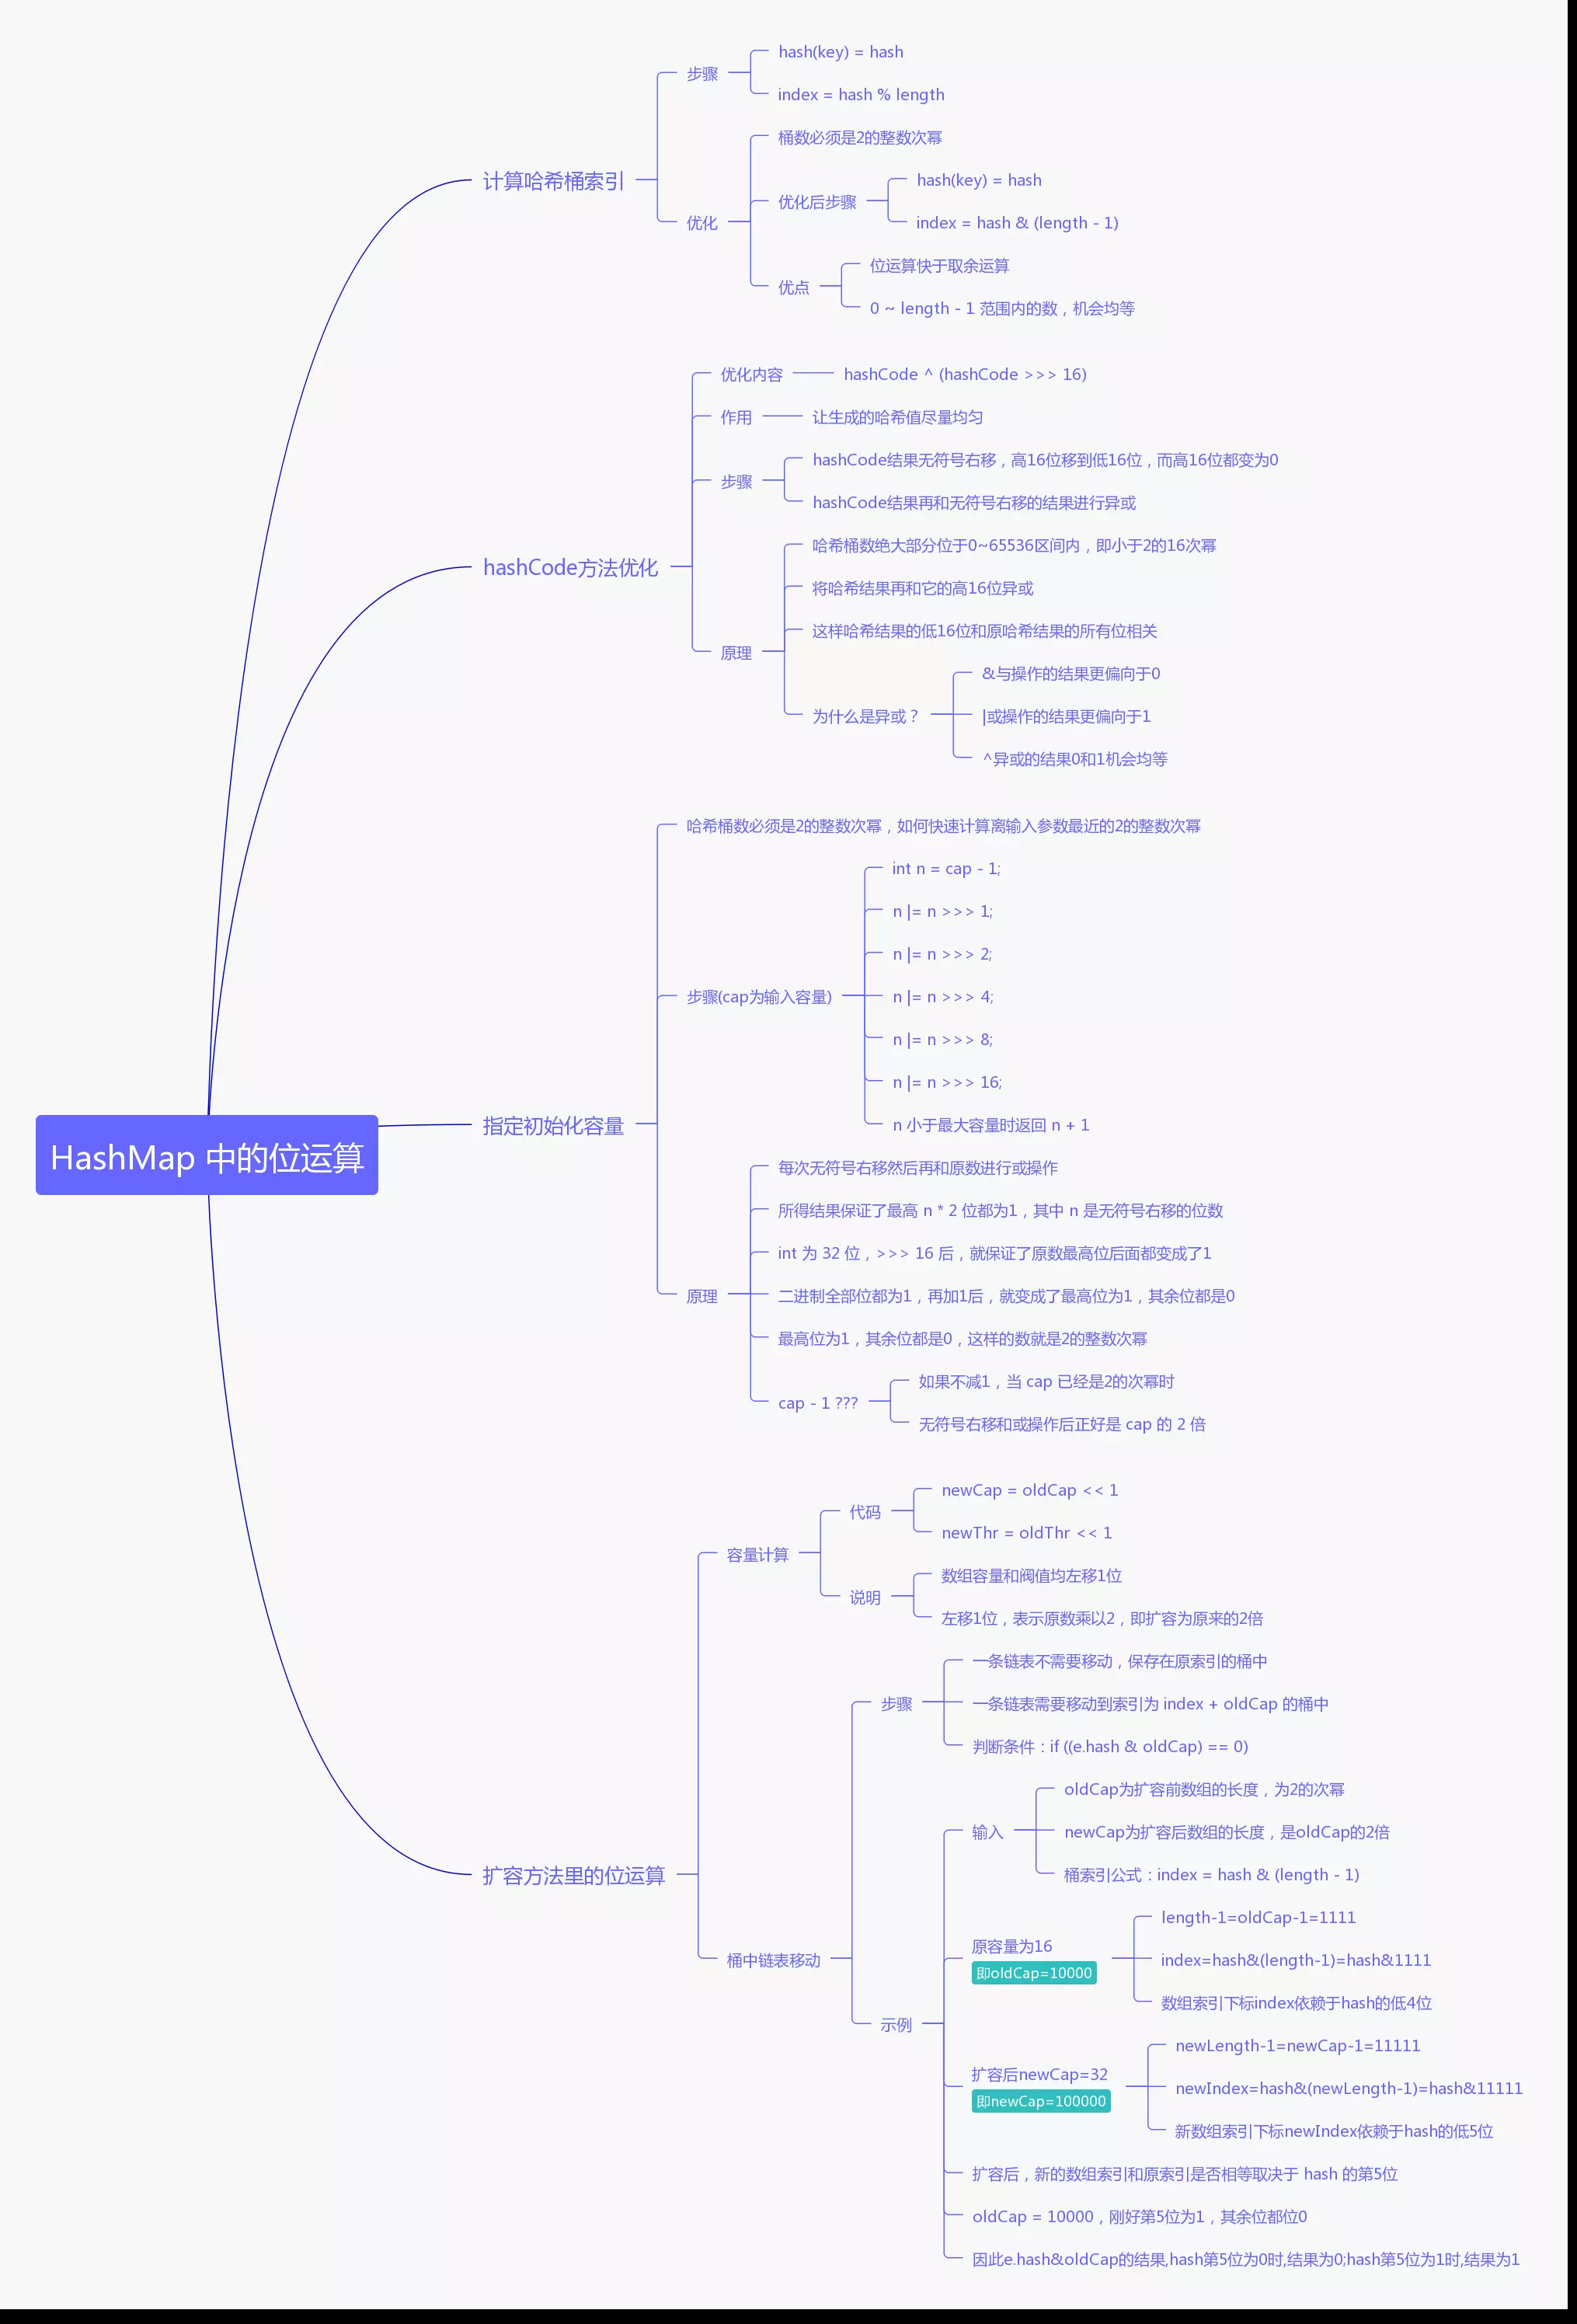 HashMap 中的位运算
计算哈希桶索引
步骤
hash(key) = hash
index = hash % length
优化
桶数必须是2的整数次幂
优化后步骤
hash(key) = hash
index = hash & (length - 1)
优点
位运算快于取余运算
0 ~ length - 1 范围内的数，机会均等
hashCode方法优化
优化内容
hashCode ^ (hashCode >>> 16)
作用
让生成的哈希值尽量均匀
步骤
hashCode结果无符号右移，高16位移到低16位，而高16位都变为0
hashCode结果再和无符号右移的结果进行异或
原理
哈希桶数绝大部分位于0~65536区间内，即小于2的16次幂
将哈希结果再和它的高16位异或
这样哈希结果的低16位和原哈希结果的所有位相关
为什么是异或？
&与操作的结果更偏向于0
|或操作的结果更偏向于1
^异或的结果0和1机会均等
指定初始化容量
哈希桶数必须是2的整数次幂，如何快速计算离输入参数最近的2的整数次幂
步骤(cap为输入容量)
int n = cap - 1;
n |= n >>> 1;
n |= n >>> 2;
n |= n >>> 4;
n |= n >>> 8;
n |= n >>> 16;
n 小于最大容量时返回 n + 1
原理
每次无符号右移然后再和原数进行或操作
所得结果保证了最高 n * 2 位都为1，其中 n 是无符号右移的位数
int 为 32 位，>>> 16 后，就保证了原数最高位后面都变成了1
二进制全部位都为1，再加1后，就变成了最高位为1，其余位都是0
最高位为1，其余位都是0，这样的数就是2的整数次幂
cap - 1 ???
如果不减1，当 cap 已经是2的次幂时
无符号右移和或操作后正好是 cap 的 2 倍
扩容方法里的位运算
容量计算
代码
newCap = oldCap << 1
newThr = oldThr << 1
说明
数组容量和阀值均左移1位
左移1位，表示原数乘以2，即扩容为原来的2倍
桶中链表移动
步骤
一条链表不需要移动，保存在原索引的桶中
一条链表需要移动到索引为 index + oldCap 的桶中
判断条件：if ((e.hash & oldCap) == 0)
示例
输入
oldCap为扩容前数组的长度，为2的次幂
newCap为扩容后数组的长度，是oldCap的2倍
桶索引公式：index = hash & (length - 1)
原容量为16
即oldCap=10000
length-1=oldCap-1=1111
index=hash&(length-1)=hash&1111
数组索引下标index依赖于hash的低4位
扩容后newCap=32
即newCap=100000
newLength-1=newCap-1=11111
newIndex=hash&(newLength-1)=hash&11111
新数组索引下标newIndex依赖于hash的低5位
扩容后，新的数组索引和原索引是否相等取决于 hash 的第5位
oldCap = 10000，刚好第5位为1，其余位都位0
因此e.hash&oldCap的结果,hash第5位为0时,结果为0;hash第5位为1时,结果为1